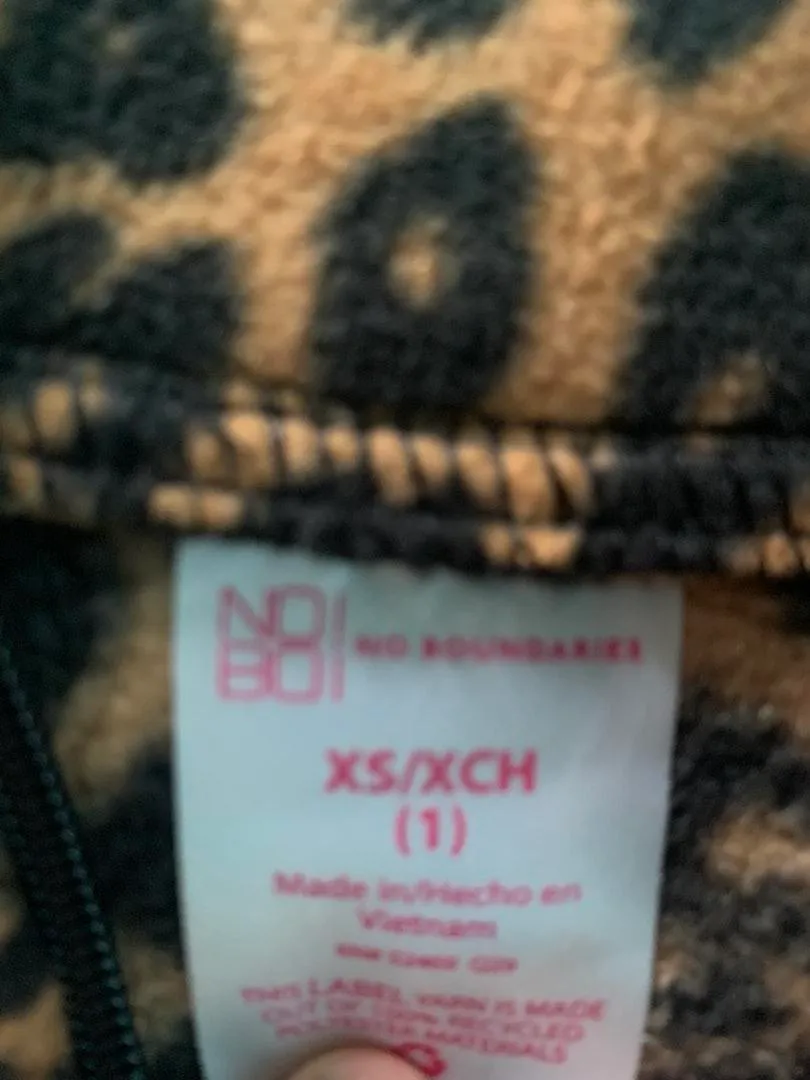 NO!
BO! NO BOUNDARIES
XS/XCH
(1)
Made in/Hecho en
Vietnam
THIS LABEL YARN IS MADE
OUT OF 100% RECYCLED
POLYESTER MATERIALS